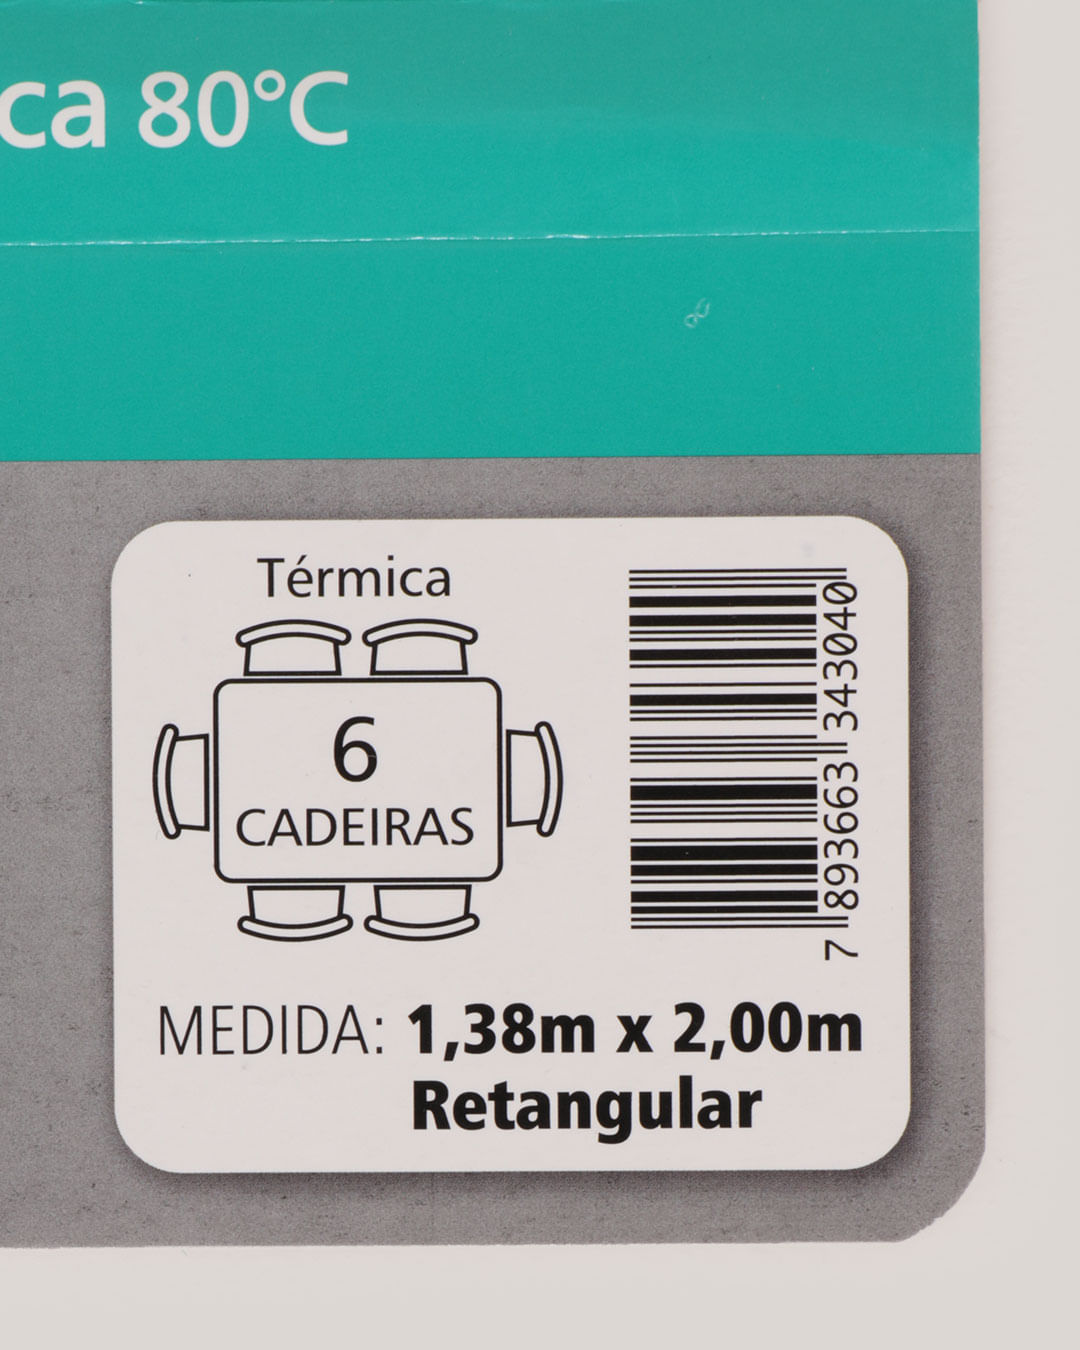 ca 80°C
Térmica
6
CADEIRAS
7 893663 343040
MEDIDA: 1,38m x 2,00m
Retangular